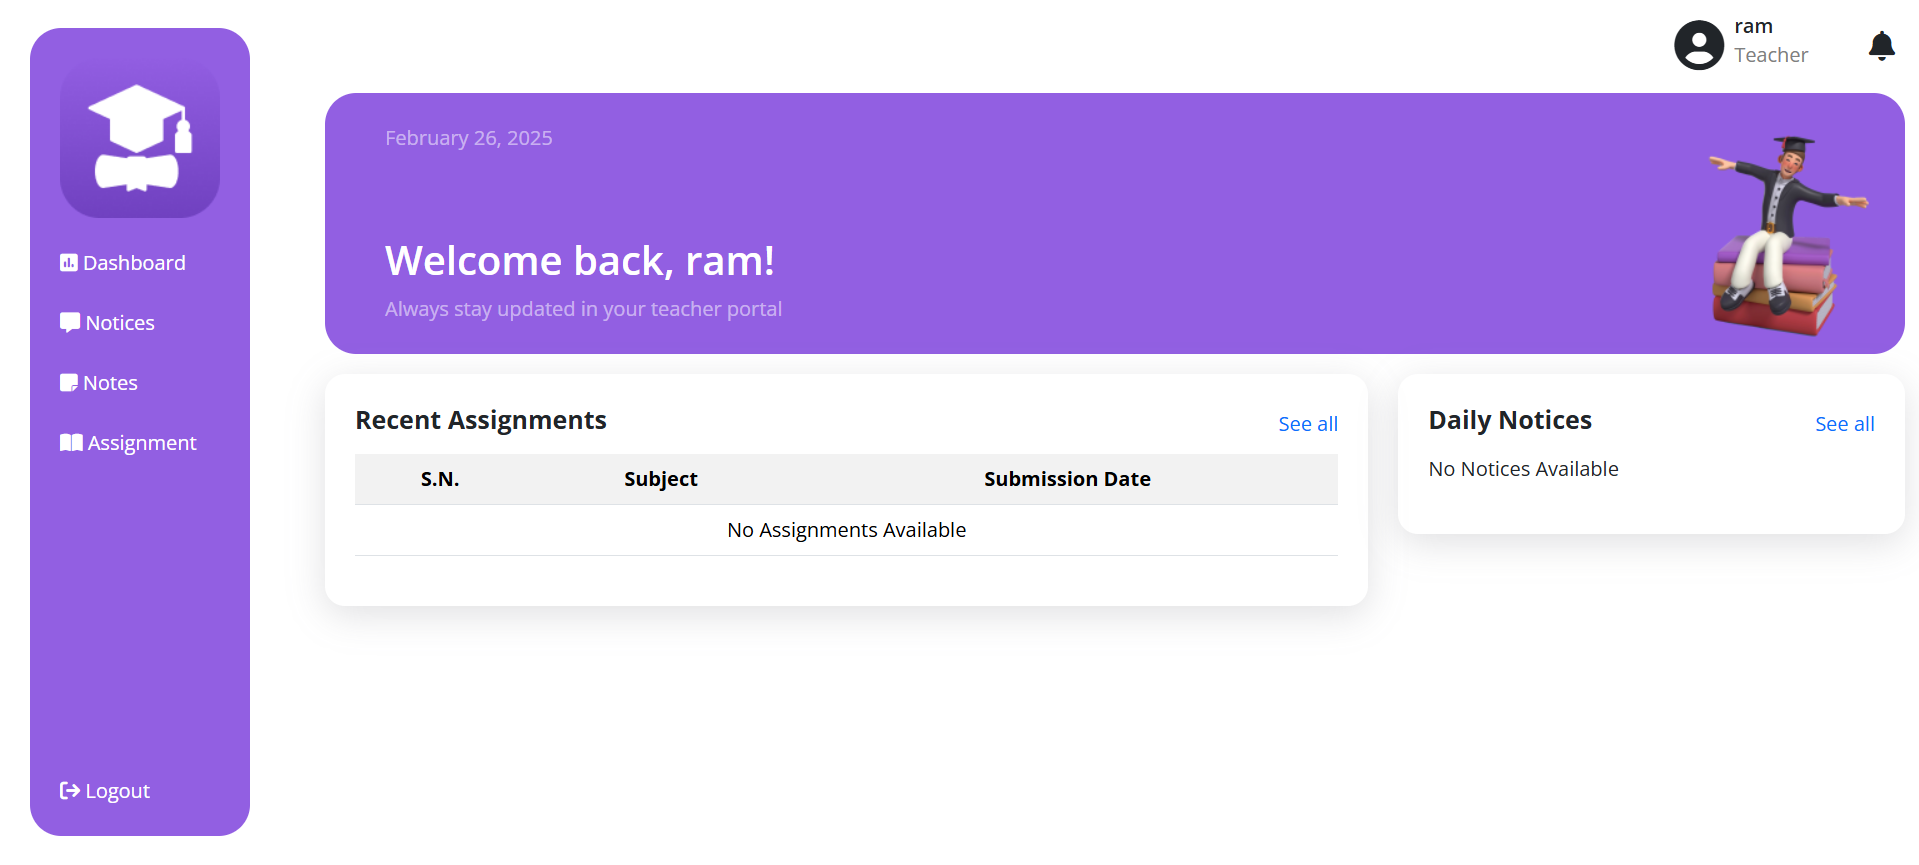 ram
Teacher
Dashboard
Notices
Notes
Assignment
Logout
February 26, 2025
Welcome back, ram!
Always stay updated in your teacher portal
Recent Assignments See all
S.N. Subject Submission Date
No Assignments Available
Daily Notices See all
No Notices Available